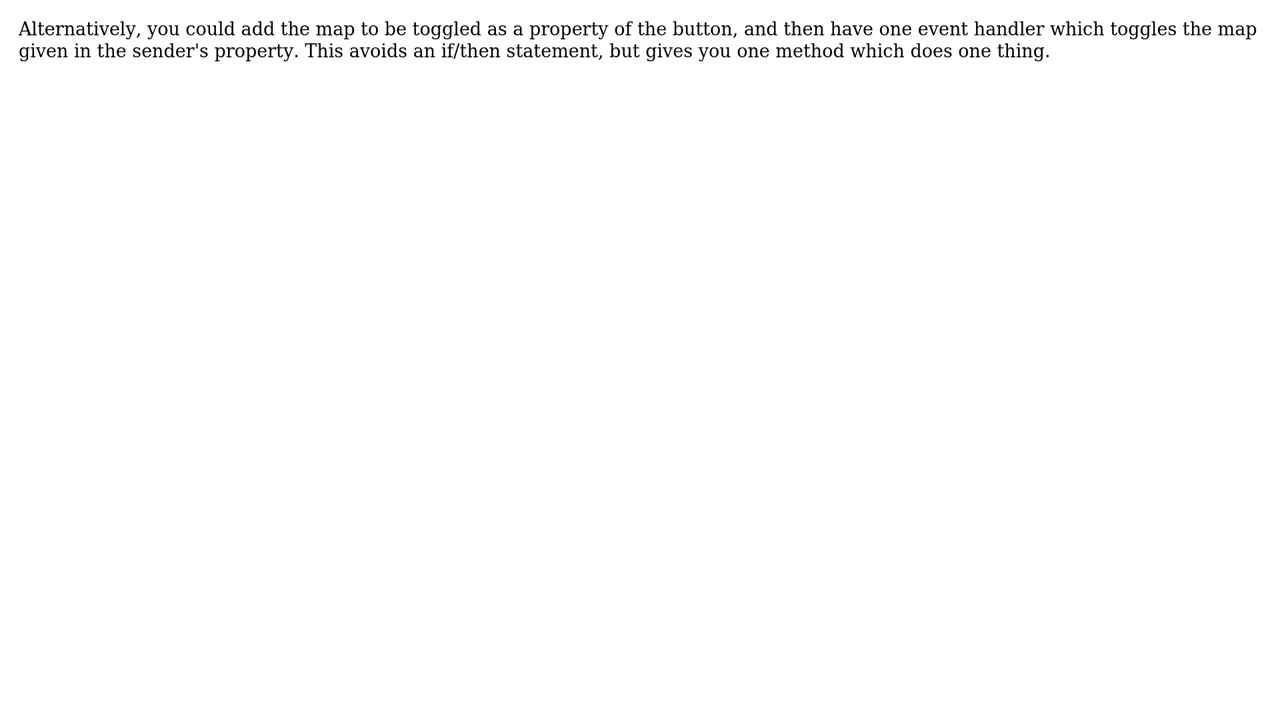 Alternatively, you could add the map to be toggled as a property of the button, and then have one event handler which toggles the map
given in the sender's property. This avoids an if/then statement, but gives you one method which does one thing.